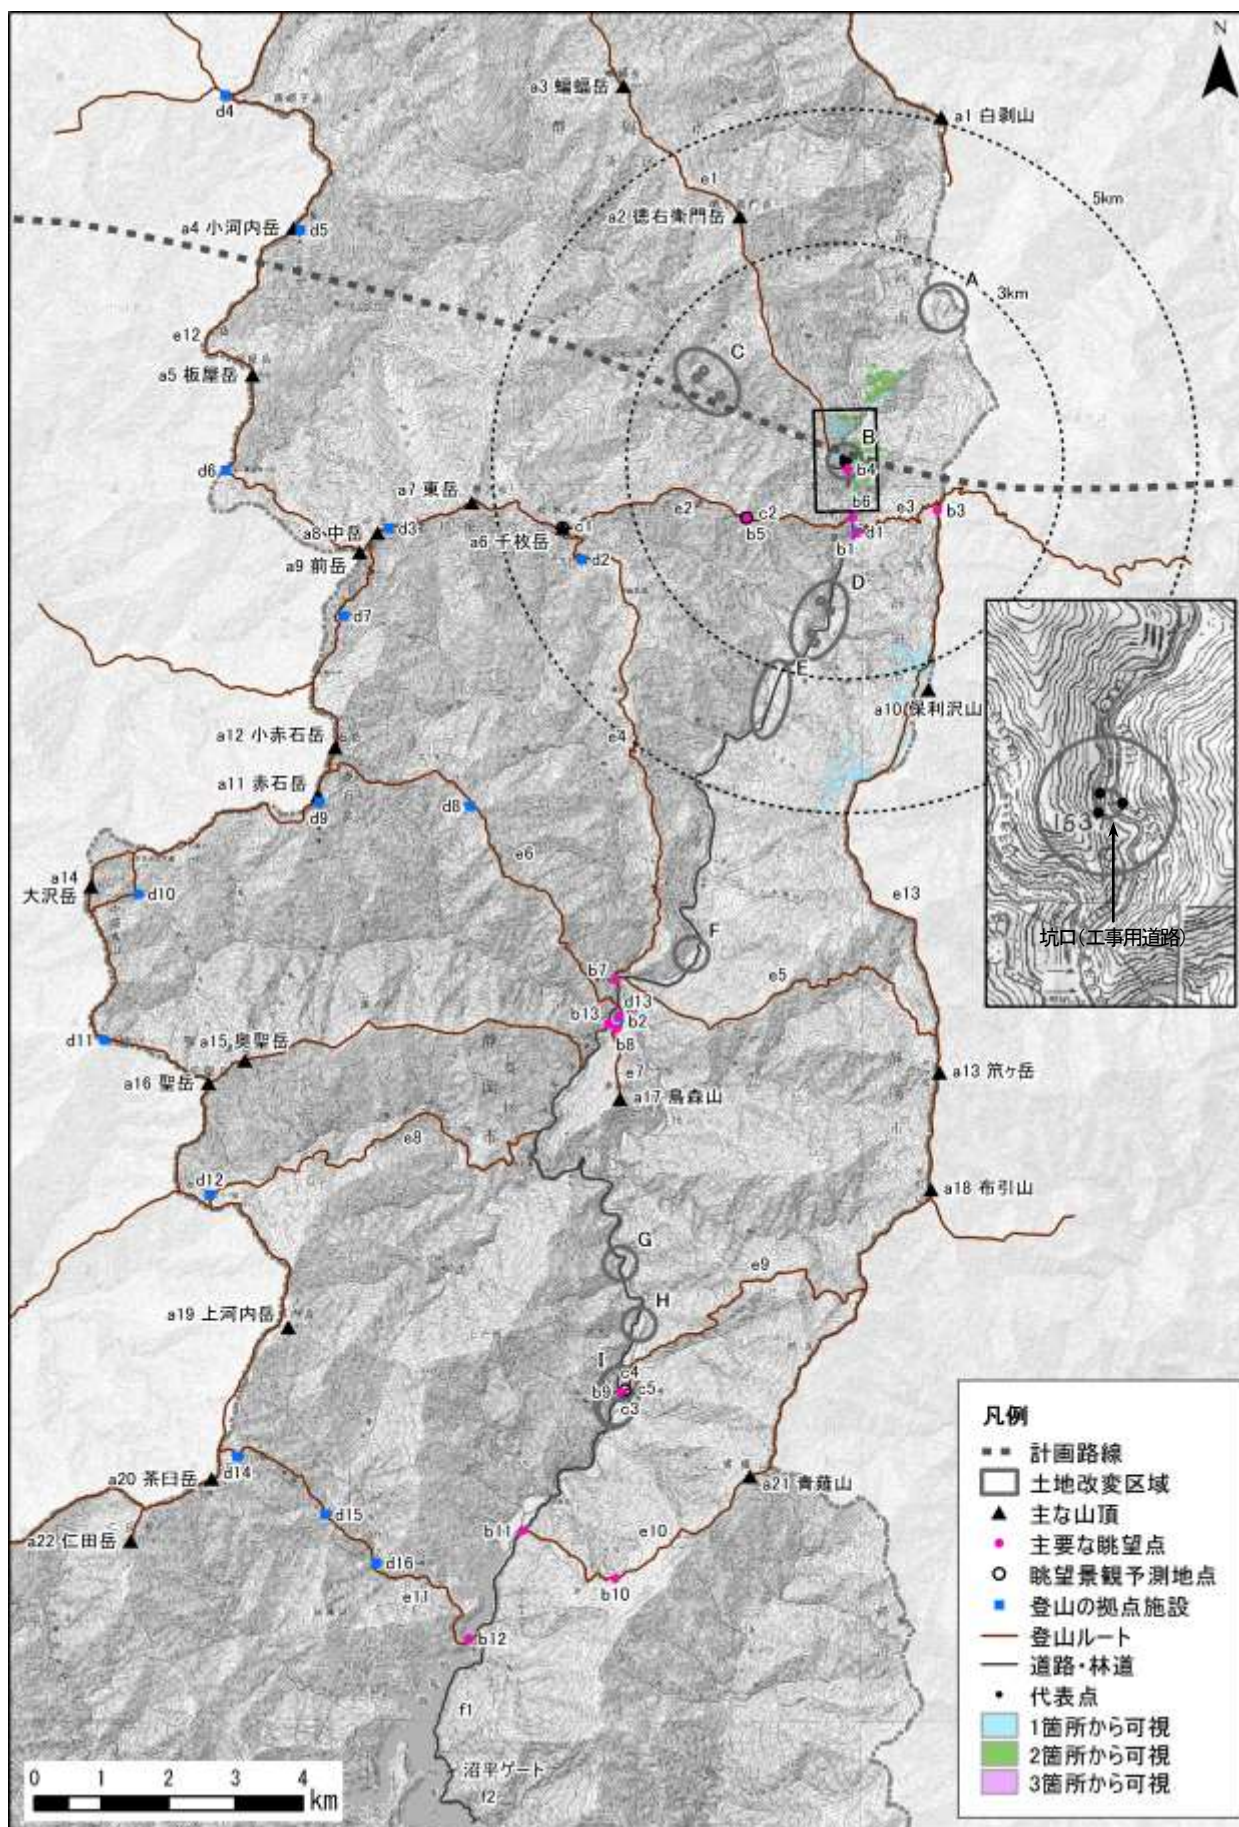 N
a3 蝙蝠岳
d4
a1 白剥山
e1
5km
a2 徳右衛門岳
a4 小河内岳
d5
A
3km
e12
C
a5 板屋岳
B
b4
d6
a7 東岳
e2
b6
e3
c2
b3
a8 中岳
d3
c1
b5
d1
a6 千枚岳
b1
a9 前岳
d2
D
d7
E
a10 保利沢山
a12 小赤石岳
e4
a11 赤石岳
d9
d8
163
e6
a14
大沢岳
d10
e13
坑口(工事用道路)
F
b7
e5
d13
b13
b2
d11
a15 奥聖岳
b8
a16 聖岳
e7
a13 笊ヶ岳
a17 鳥森山
e8
d12
a18 布引山
G
e9
H
a19 上河内岳
I
c4
b9
c5
c3
凡例
計画路線
土地改変区域
主な山頂
主要な眺望点
眺望景観予測地点
登山の拠点施設
登山ルート
道路・林道
代表点
1箇所から可視
2箇所から可視
3箇所から可視
a20 茶臼岳
d14
a21 青薙山
d15
b11
e10
a22 仁田岳
d16
b10
e11
b12
f1
沼平ゲート
f2
0 1 2 3 4
km